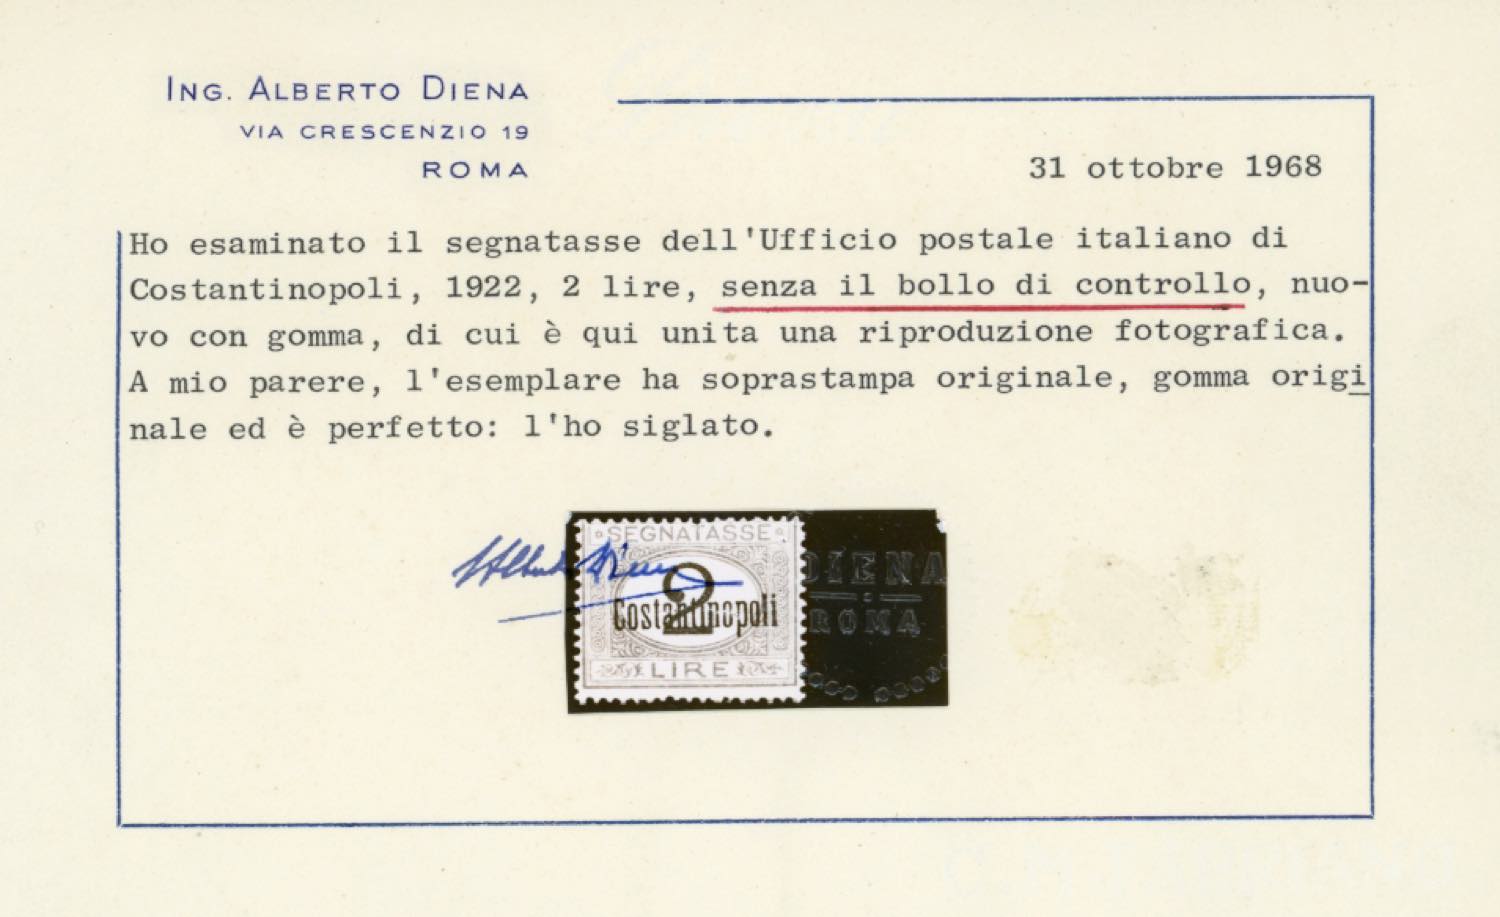 ING. ALBERTO DIENA
VIA CRESCENZIO 19
ROMA
31 ottobre 1968
Ho esaminato il segnatasse dell'Ufficio postale italiano di
Costantinopoli, 1922, 2 lire, senza il bollo di controllo, nuo-
vo con gomma, di cui è qui unita una riproduzione fotografica.
A mio parere, l'esemplare ha soprastampa originale, gomma origi
nale ed è perfetto: l'ho siglato.
SEGNATASSE
2
Costantinopoli
LIRE
DIENA
ROMA